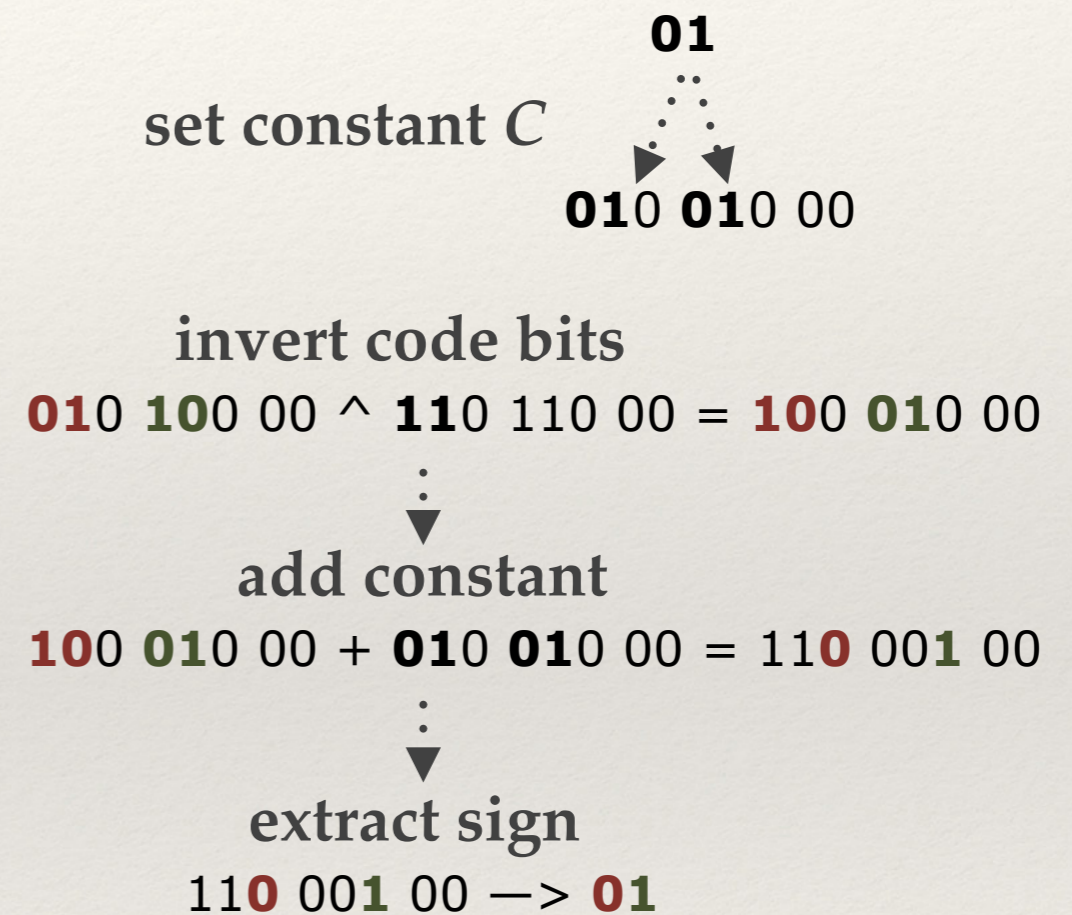 01
set constant C
010 010 00
invert code bits
010 100 00 ^ 110 110 00 = 100 010 00
add constant
100 010 00 + 010 010 00 = 110 001 00
extract sign
110 001 00 —> 01